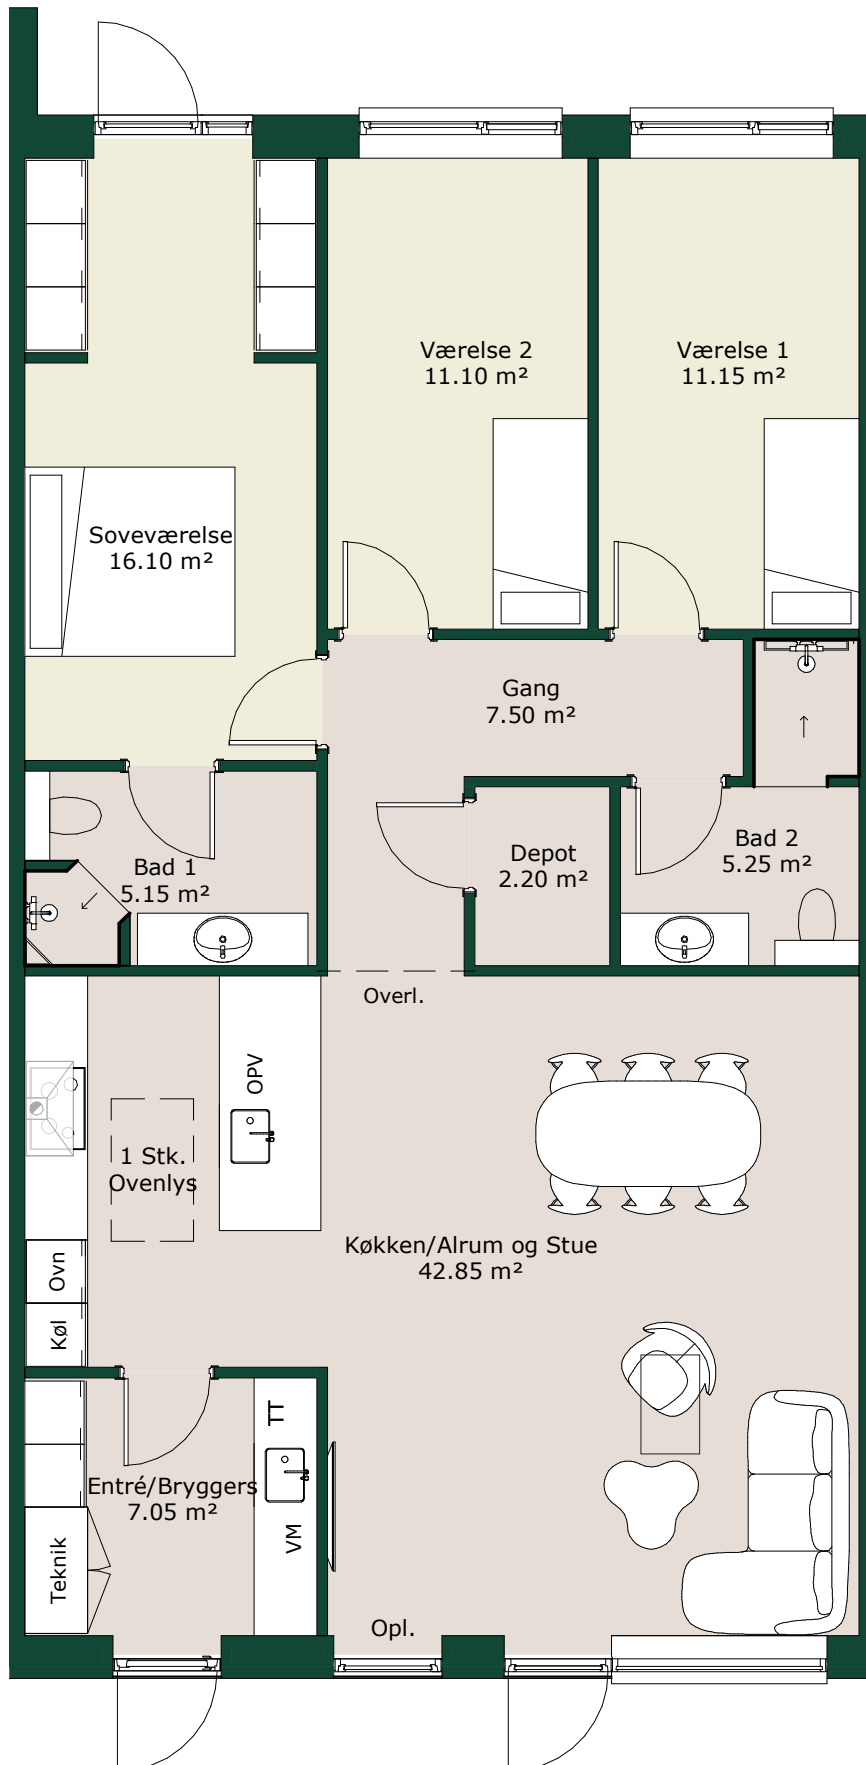 Værelse 2
11.10 m²
Værelse 1
11.15 m²
Soveværelse
16.10 m²
Gang
7.50 m²
Bad 1
5.15 m²
Depot
2.20 m²
Bad 2
5.25 m²
Overl.
OPV
1 Stk.
Ovenlys
Køkken/Alrum og Stue
42.85 m²
Ovn
Køl
TT
Entré/Bryggers
7.05 m²
VM
Teknik
Opl.